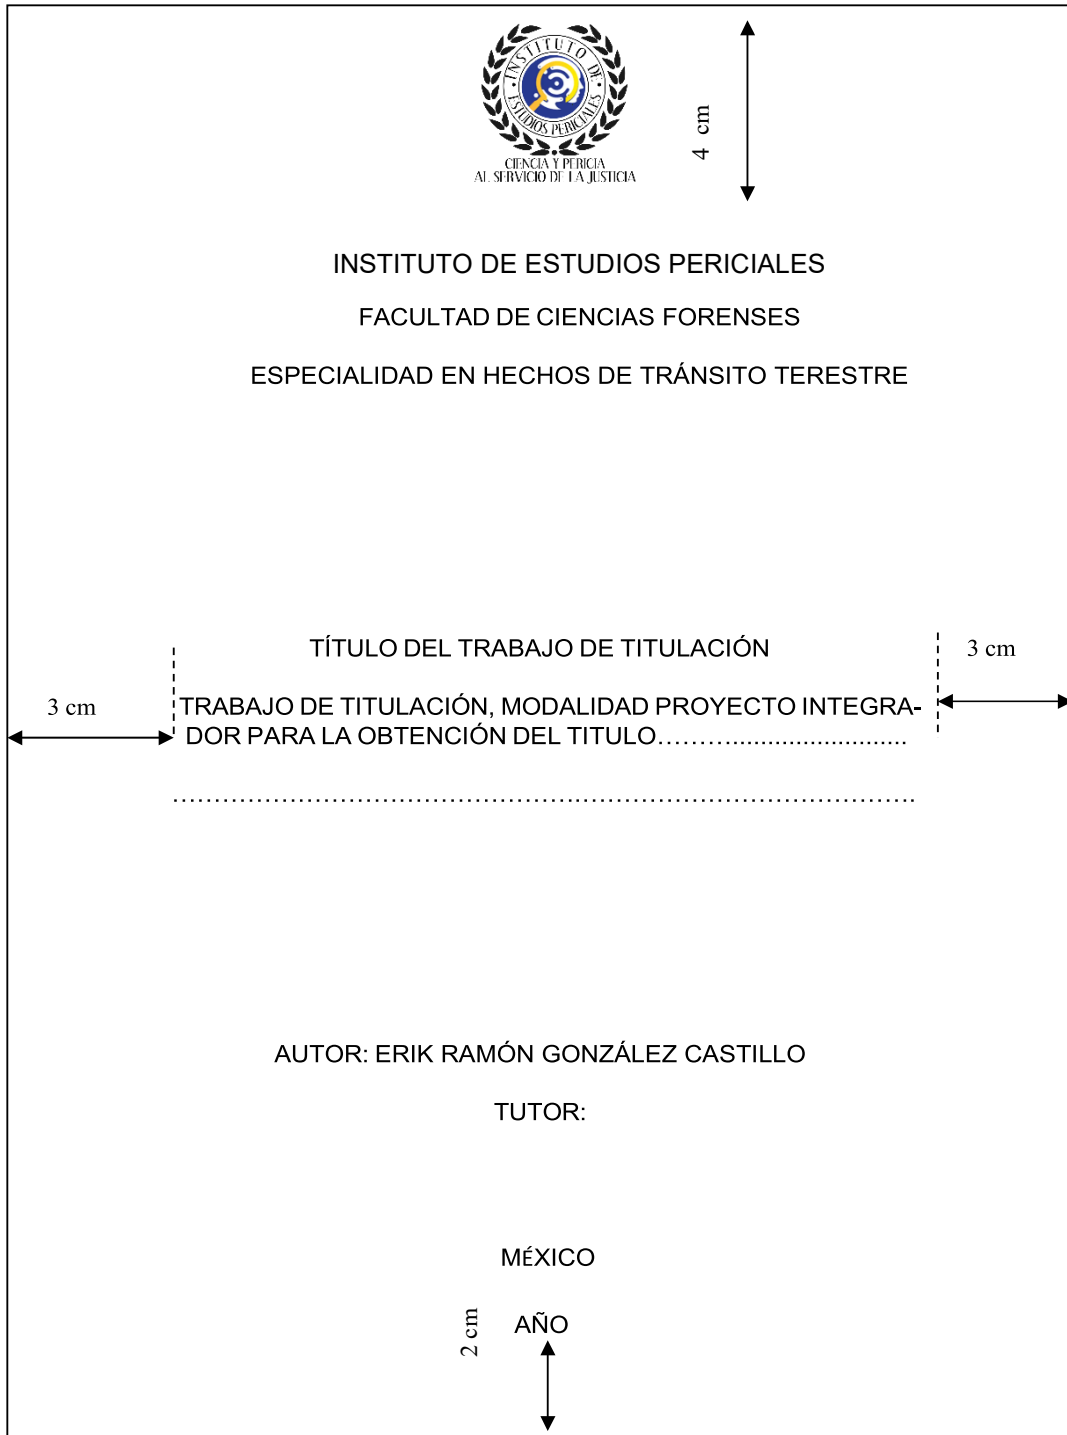 INSTITUTO DE
ESTUDIOS PERICIALES
CIENCIA Y PERICIA
AL SERVICIO DE LA JUSTICIA
4 cm
INSTITUTO DE ESTUDIOS PERICIALES
FACULTAD DE CIENCIAS FORENSES
ESPECIALIDAD EN HECHOS DE TRÁNSITO TERESTRE
TÍTULO DEL TRABAJO DE TITULACIÓN
3 cm
3 cm
TRABAJO DE TITULACIÓN, MODALIDAD PROYECTO INTEGRA-
DOR PARA LA OBTENCIÓN DEL TITULO………........................
……………………………………………………………………………….
AUTOR: ERIK RAMÓN GONZÁLEZ CASTILLO
TUTOR:
MÉXICO
AÑO
2 cm